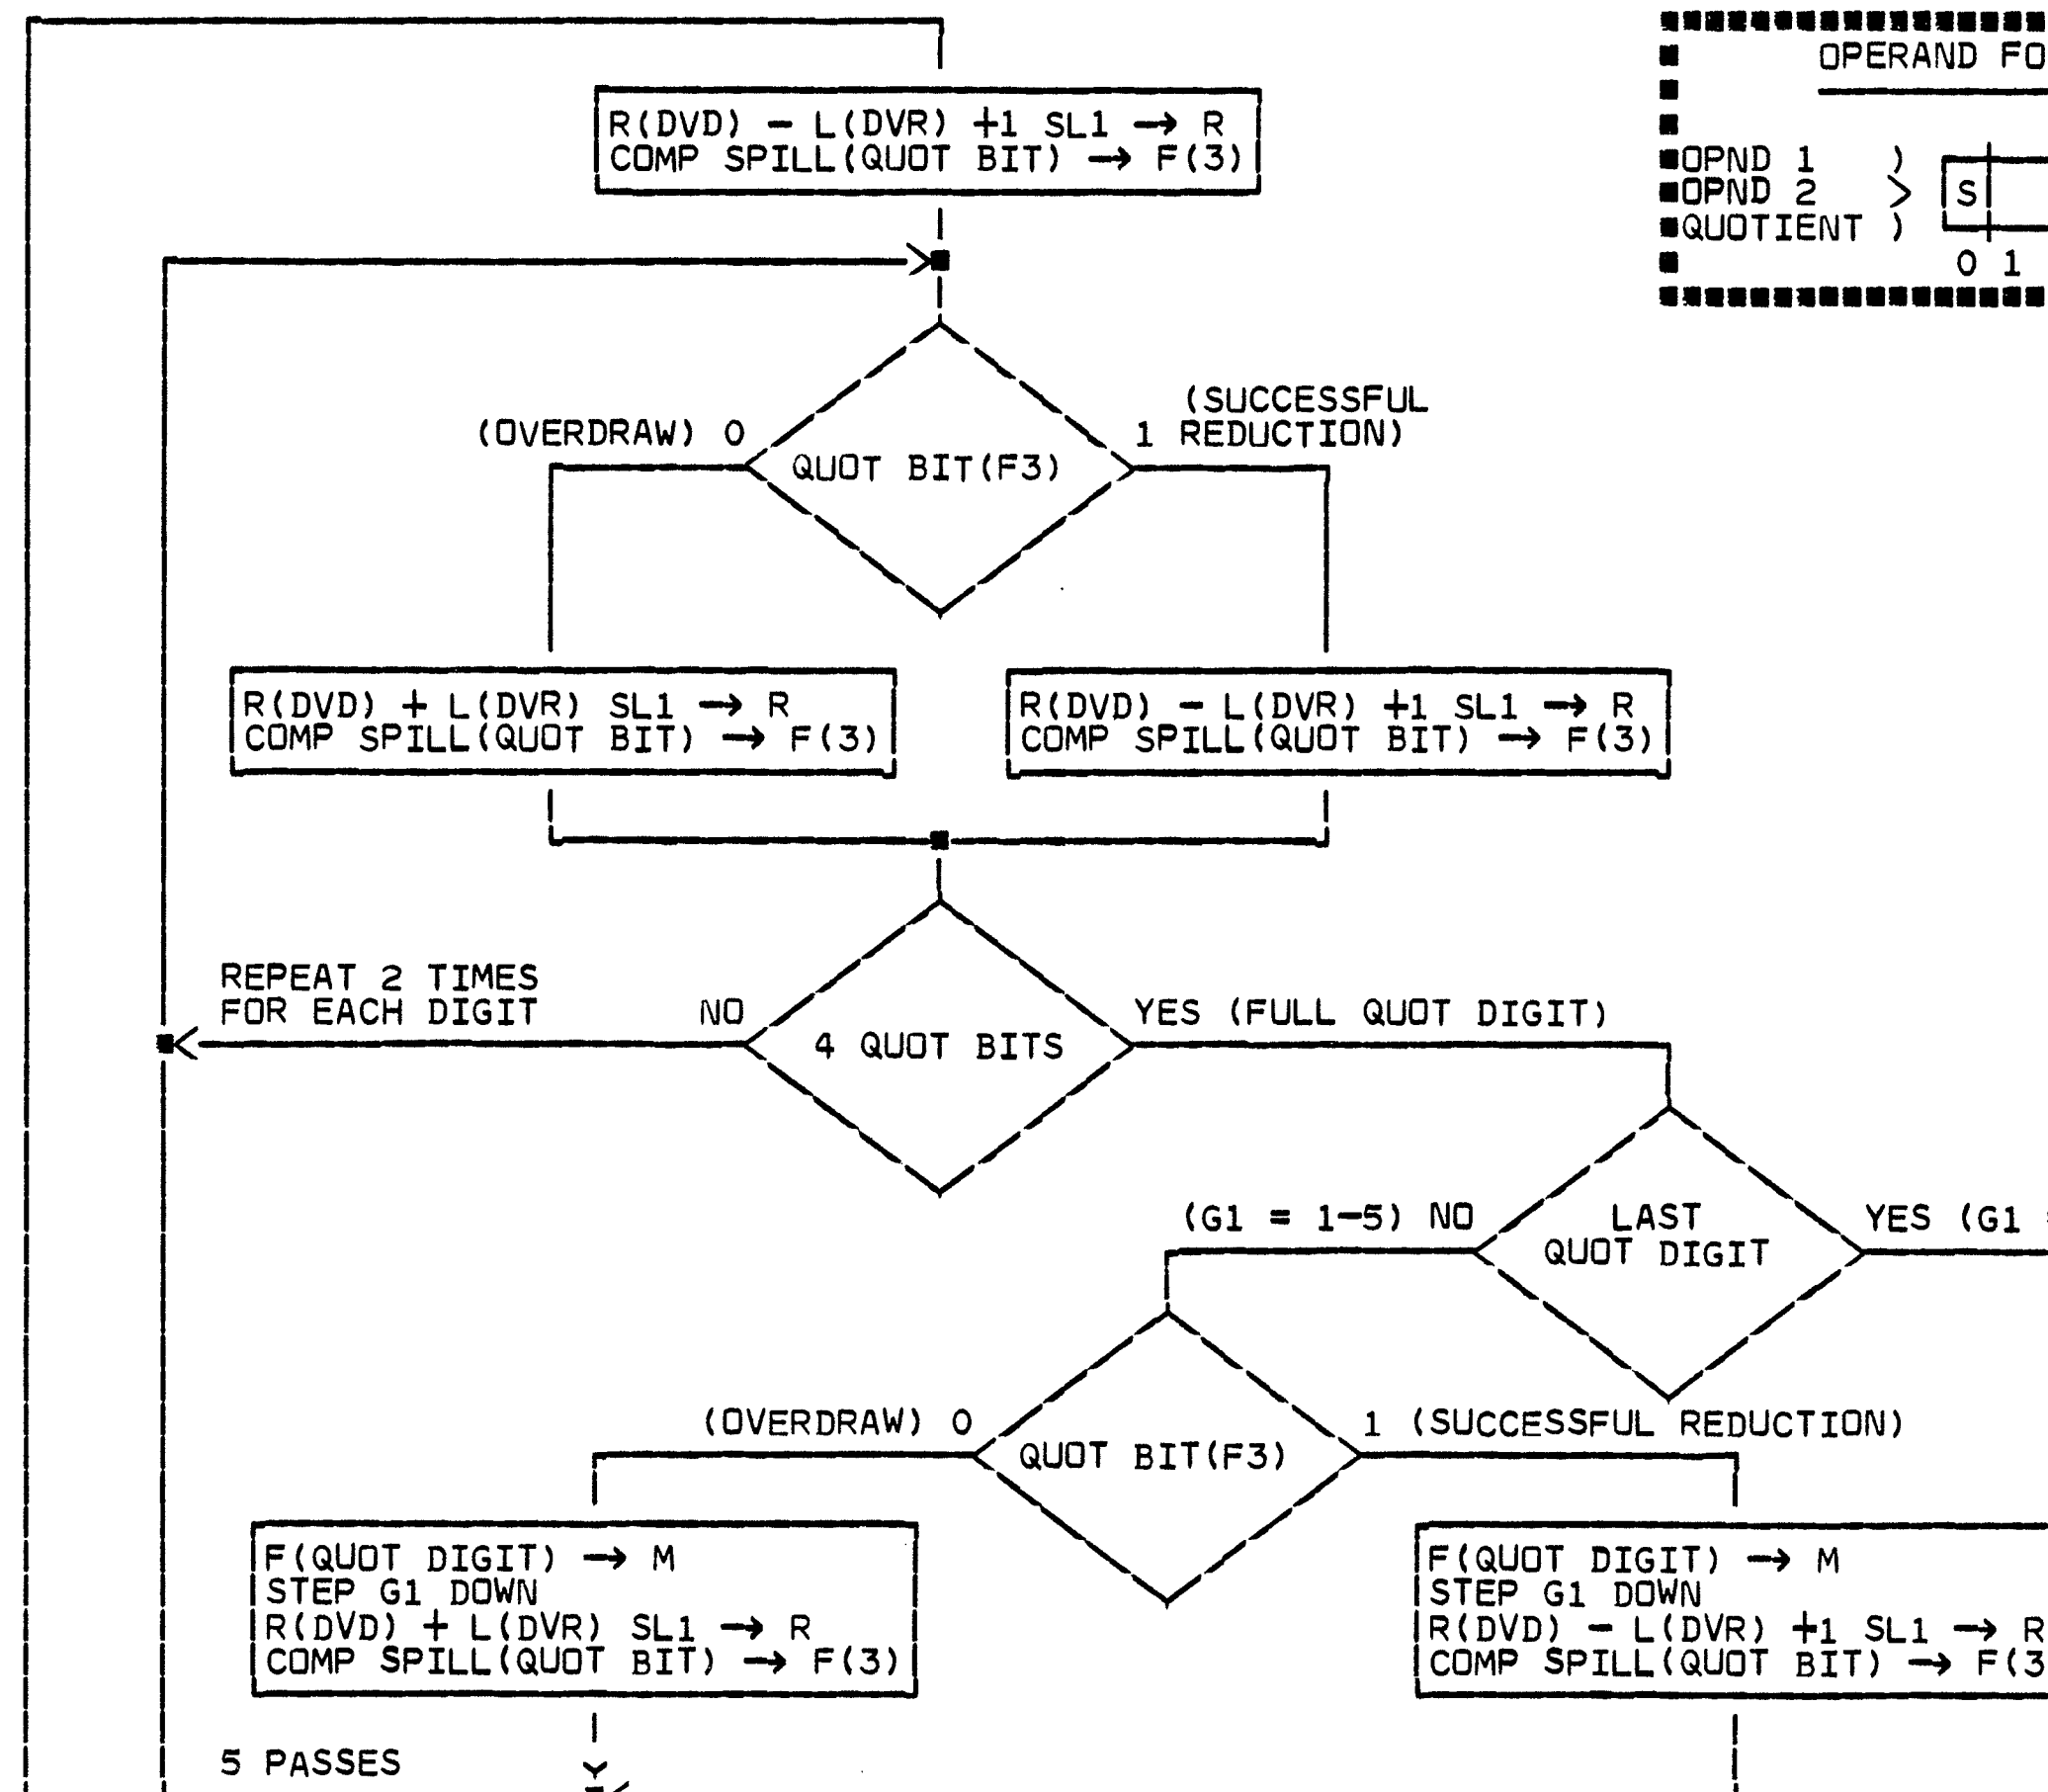 OPERAND FO
R(DVD) − L(DVR) +1 SL1 → R
COMP SPILL(QUOT BIT) → F(3)
OPND 1 )
OPND 2 > S
QUOTIENT )
0 1
(SUCCESSFUL
(OVERDRAW) 0
1 REDUCTION)
QUOT BIT(F3)
R(DVD) + L(DVR) SL1 → R
COMP SPILL(QUOT BIT) → F(3)
R(DVD) − L(DVR) +1 SL1 → R
COMP SPILL(QUOT BIT) → F(3)
REPEAT 2 TIMES
FOR EACH DIGIT
NO
4 QUOT BITS
YES (FULL QUOT DIGIT)
(G1 = 1−5) NO
LAST
QUOT DIGIT
YES (G1 =
(OVERDRAW) 0
QUOT BIT(F3)
1 (SUCCESSFUL REDUCTION)
F(QUOT DIGIT) → M
STEP G1 DOWN
R(DVD) + L(DVR) SL1 → R
COMP SPILL(QUOT BIT) → F(3)
F(QUOT DIGIT) → M
STEP G1 DOWN
R(DVD) − L(DVR) +1 SL1 → R
COMP SPILL(QUOT BIT) → F(3
5 PASSES